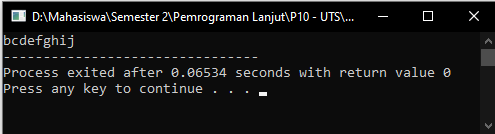 D:\Mahasiswa\Semester 2\Pemrograman Lanjut\P10 - UTS\...
bcdefghij
--------------------------------
Process exited after 0.06534 seconds with return value 0
Press any key to continue . . .